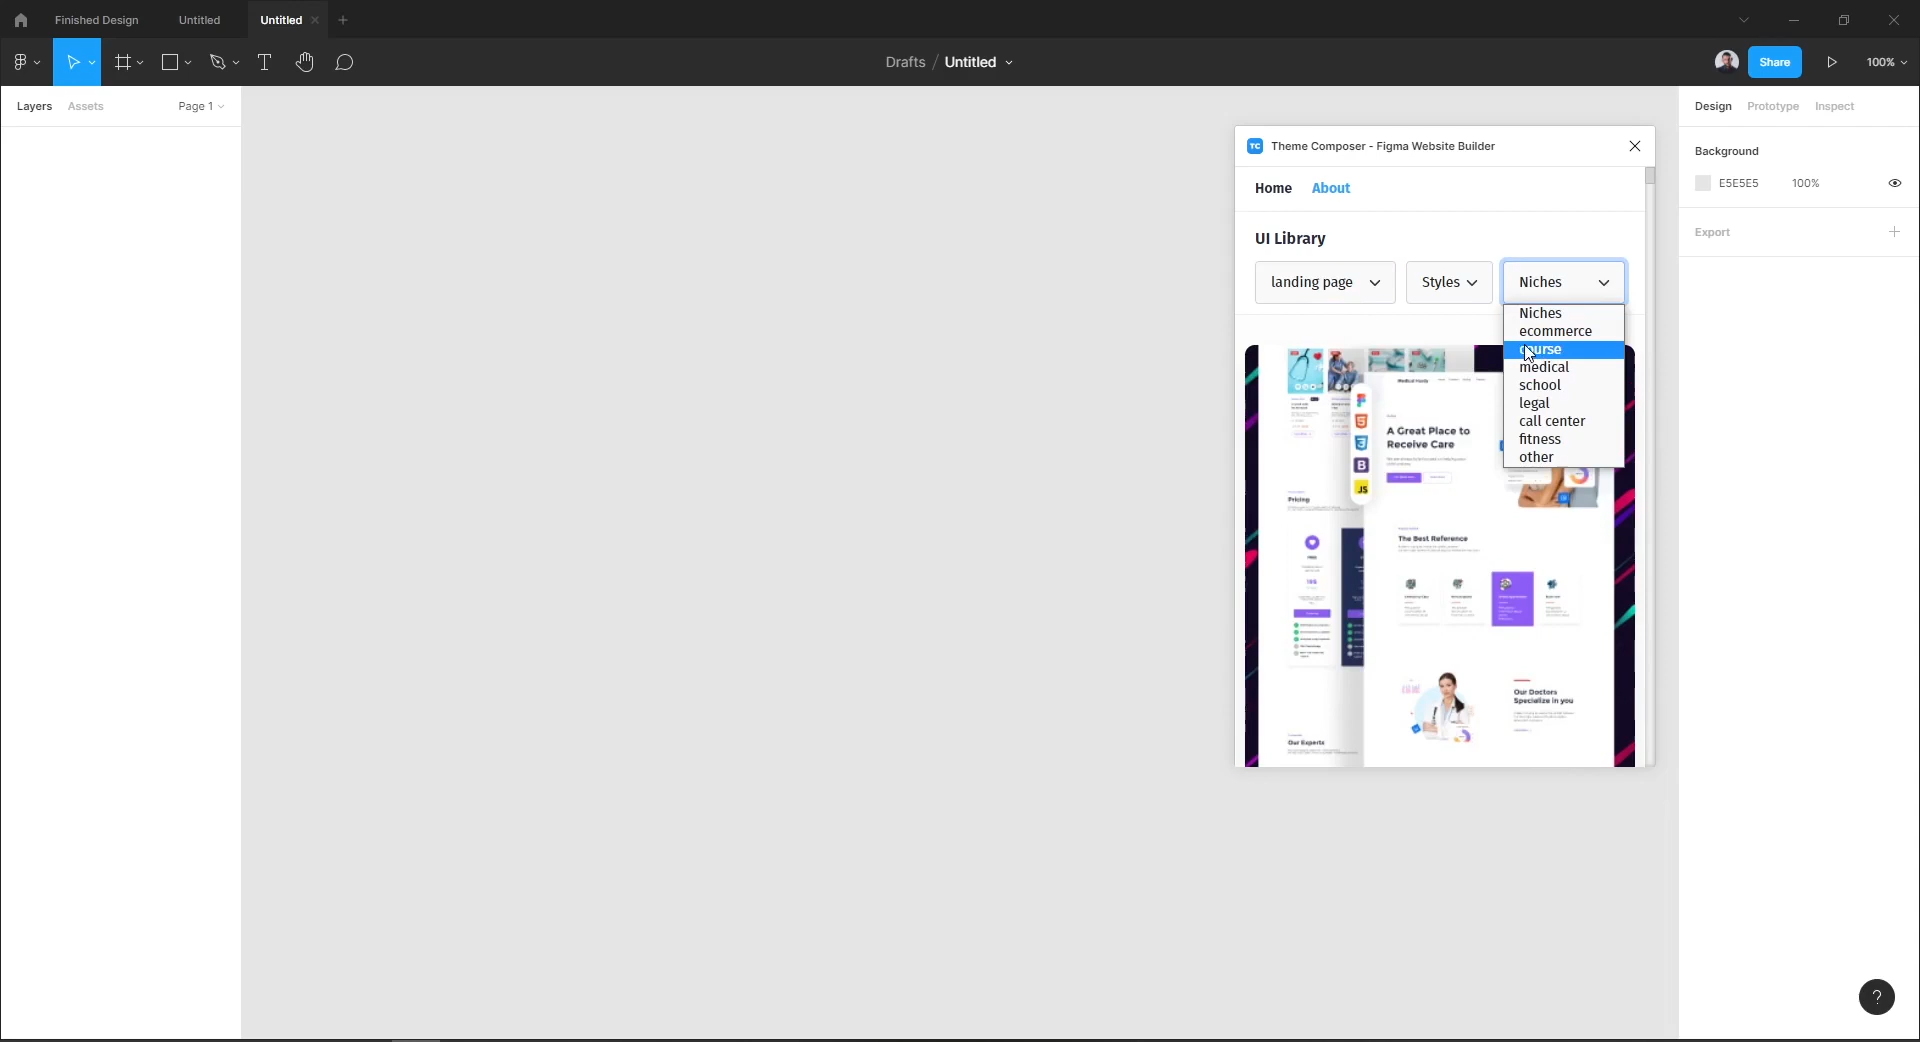 Finished Design
Untitled
Untitled
Drafts / Untitled
Share
100%
Layers
Assets
Page 1
TC
Theme Composer - Figma Website Builder
Home
About
UI Library
landing page
Styles
Niches
Niches
ecommerce
course
medical
school
legal
call center
fitness
other
A Great Place to
Receive Care
B
JS
Pricing
The Best Reference
Our Doctors
Specialize in you
Our Experts
Design
Prototype
Inspect
Background
E5E5E5
100%
Export
?